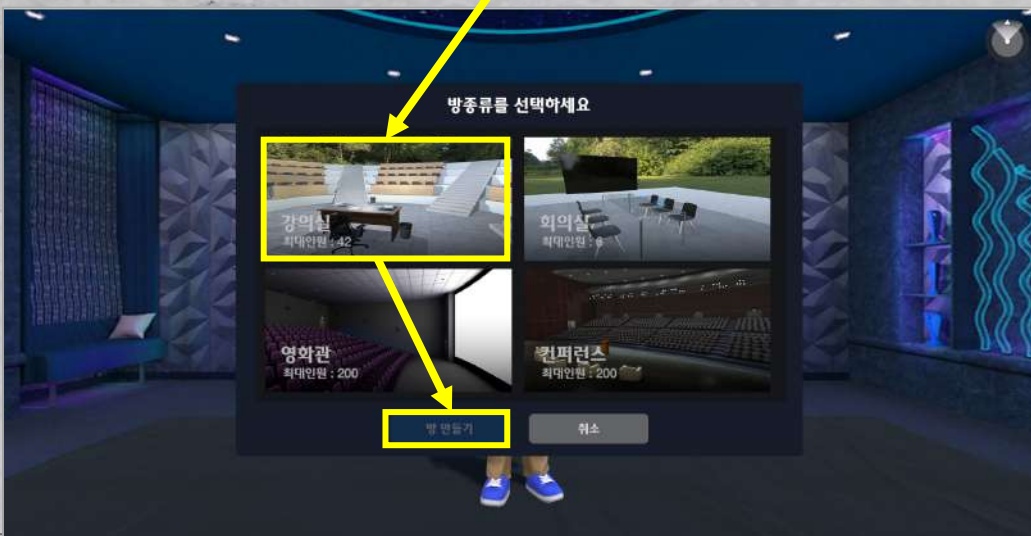 방종류를 선택하세요
강의실
최대인원 : 42
회의실
최대인원 : 6
영화관
최대인원 : 200
컨퍼런스
최대인원 : 200
방 만들기
취소